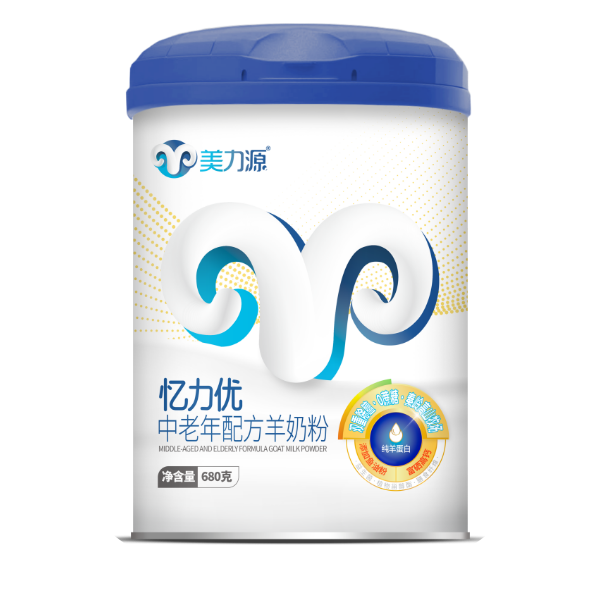 美力源®
忆力优
中老年配方羊奶粉
MIDDLE-AGED AND ELDERLY FORMULA GOAT MILK POWDER
净含量 680克
纯羊蛋白